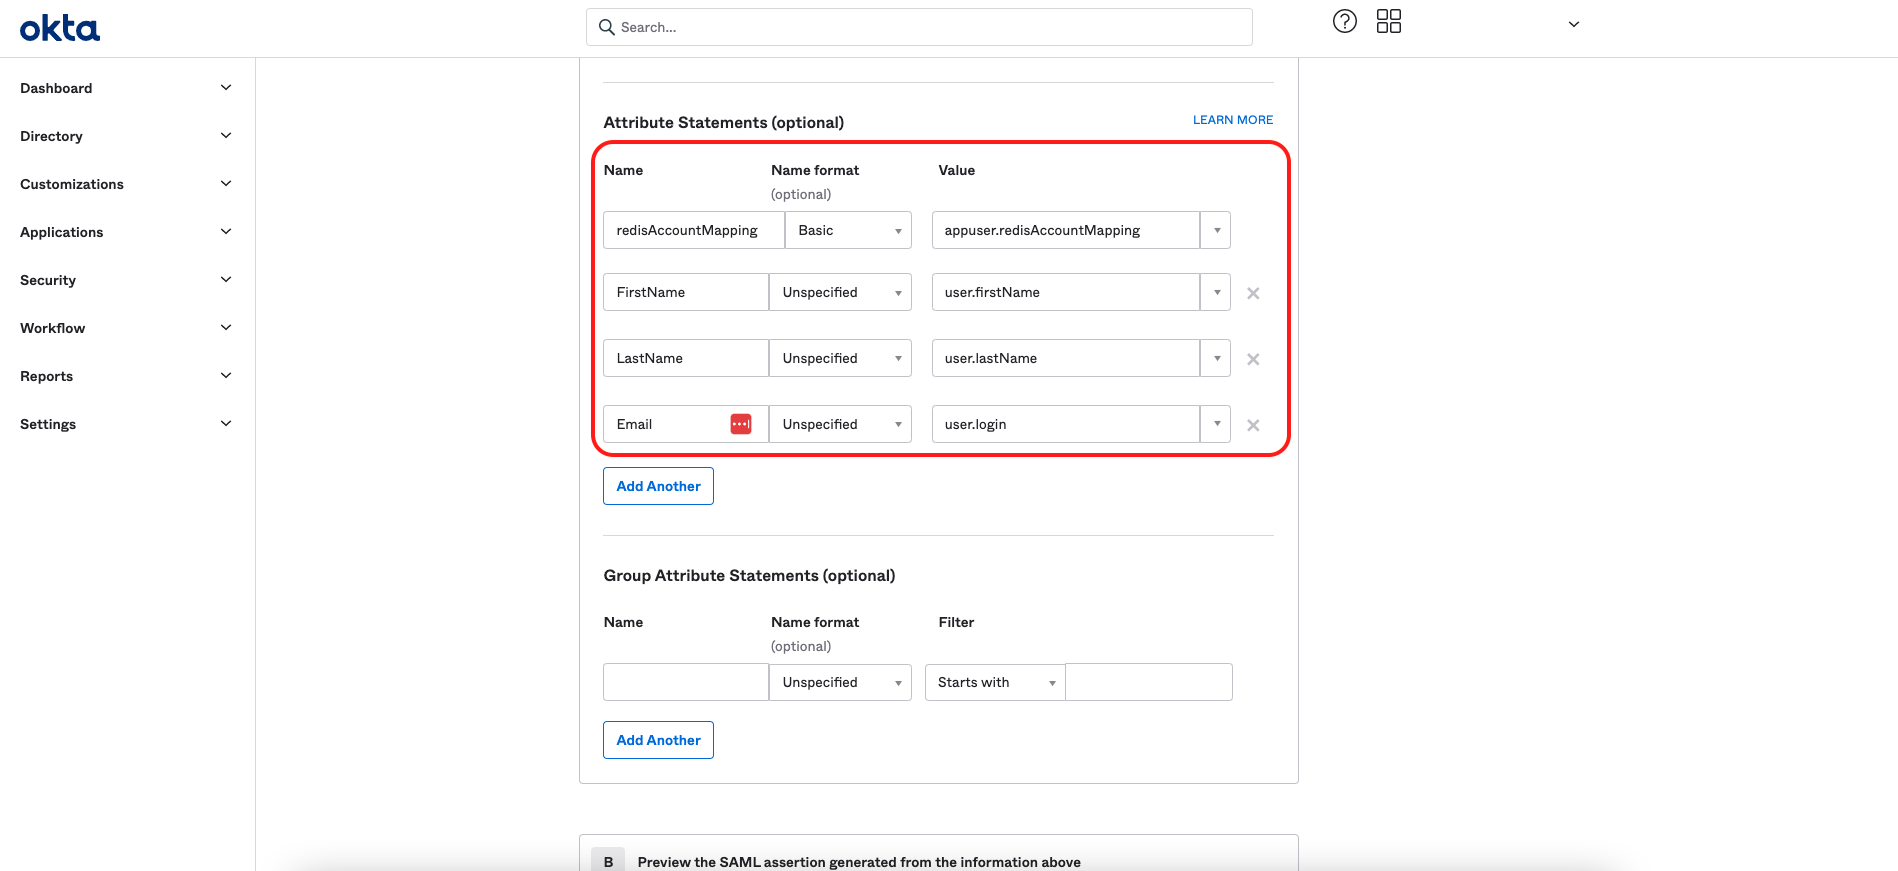 okta
Search...
Dashboard
Directory
Customizations
Applications
Security
Workflow
Reports
Settings
Attribute Statements (optional)
LEARN MORE
Name Name format Value
(optional)
redisAccountMapping Basic appuser.redisAccountMapping
FirstName Unspecified user.firstName
LastName Unspecified user.lastName
Email Unspecified user.login
Add Another
Group Attribute Statements (optional)
Name Name format Filter
(optional)
Unspecified Starts with
Add Another
B Preview the SAML assertion generated from the information above